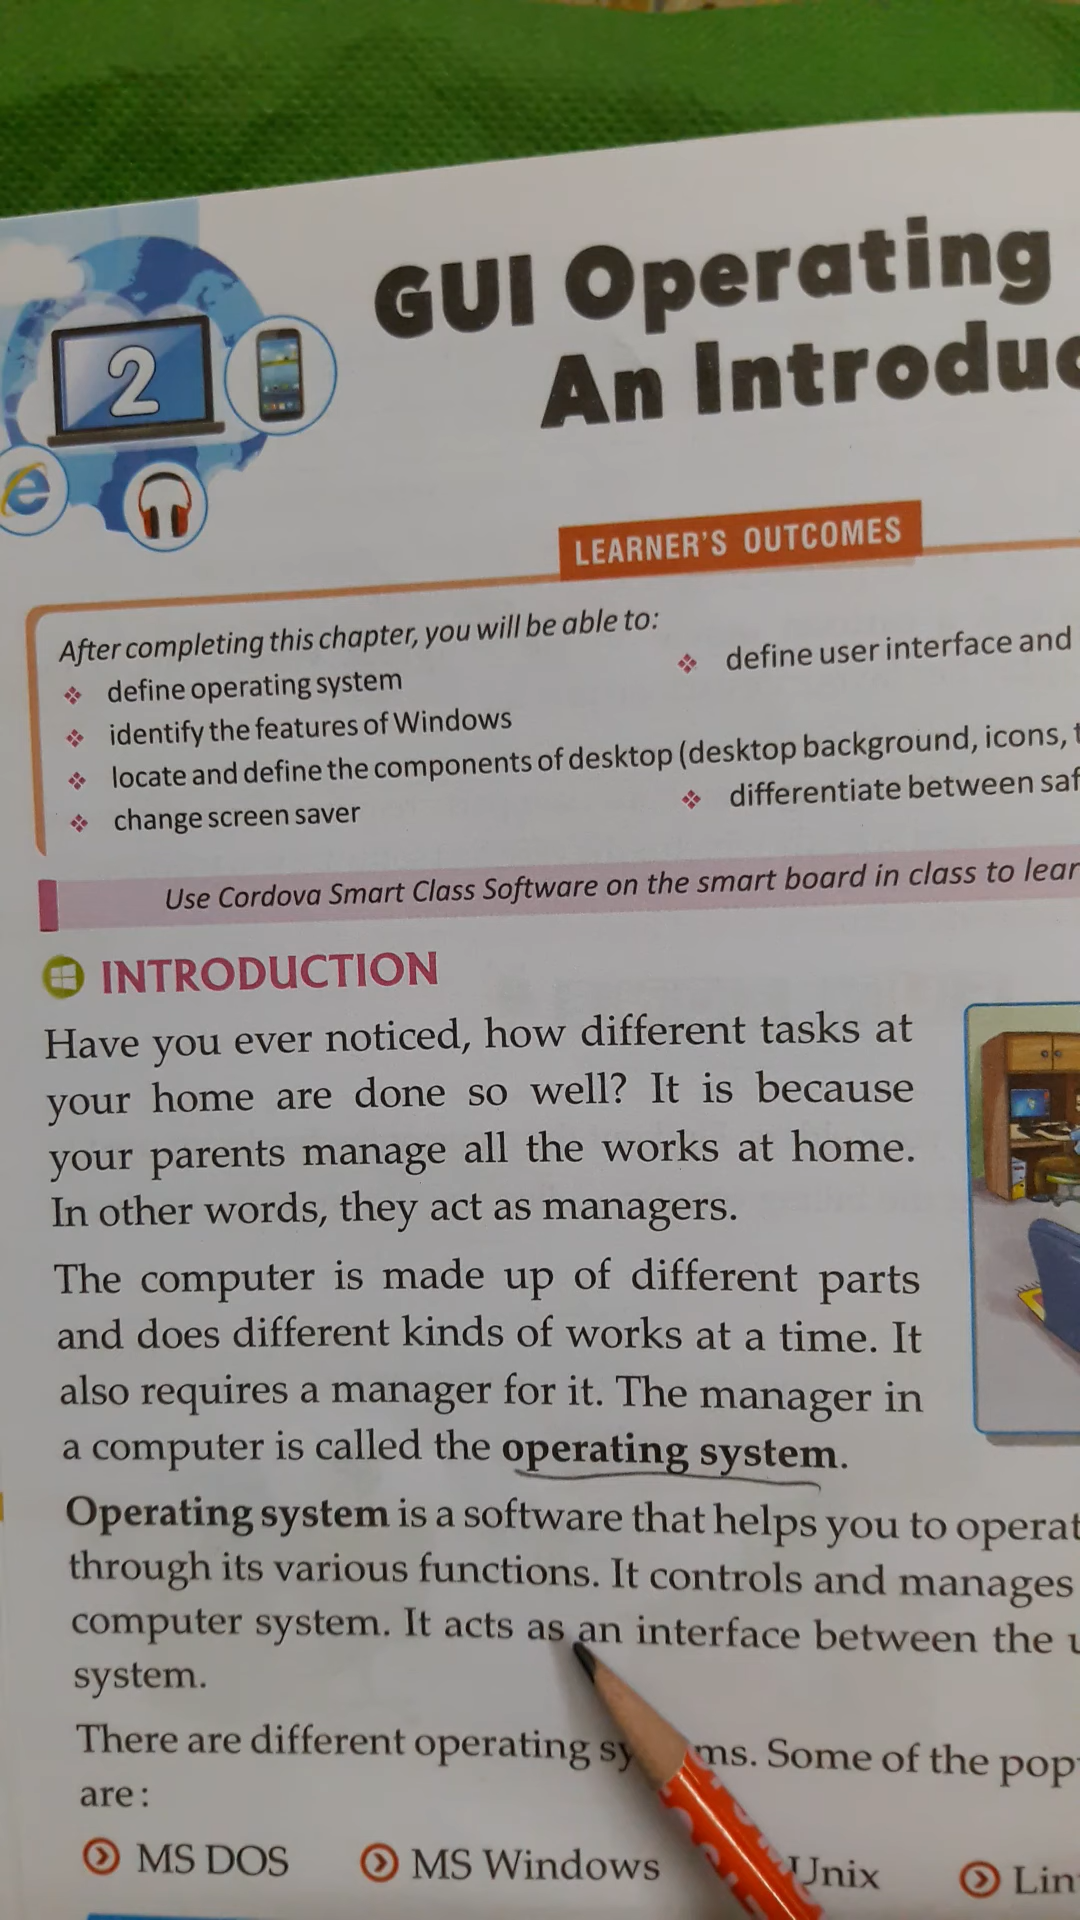 2
GUI Operating
An
LEARNER'S OUTCOMES
After completing this chapter, you will be able to:
❖ define operating system
❖ define user interface and
❖ identify the features of Windows
❖ locate and define the components of desktop (desktop background, icons,
❖ change screen saver
❖ differentiate between
Use Cordova Smart Class Software on the smart board in class to
INTRODUCTION
Have you ever noticed, how different tasks at
your home are done so well? It is because
your parents manage all the works at home.
In other words, they act as managers.
The computer is made up of different parts
and does different kinds of works at a time. It
also requires a manager for it. The manager in
a computer is called the operating system.
Operating system is a software that helps you to
through its various functions. It controls and manages
computer system. It acts as an interface between the
system.
There are different operating Some of the
are:
MS DOS
MS Windows
Unix